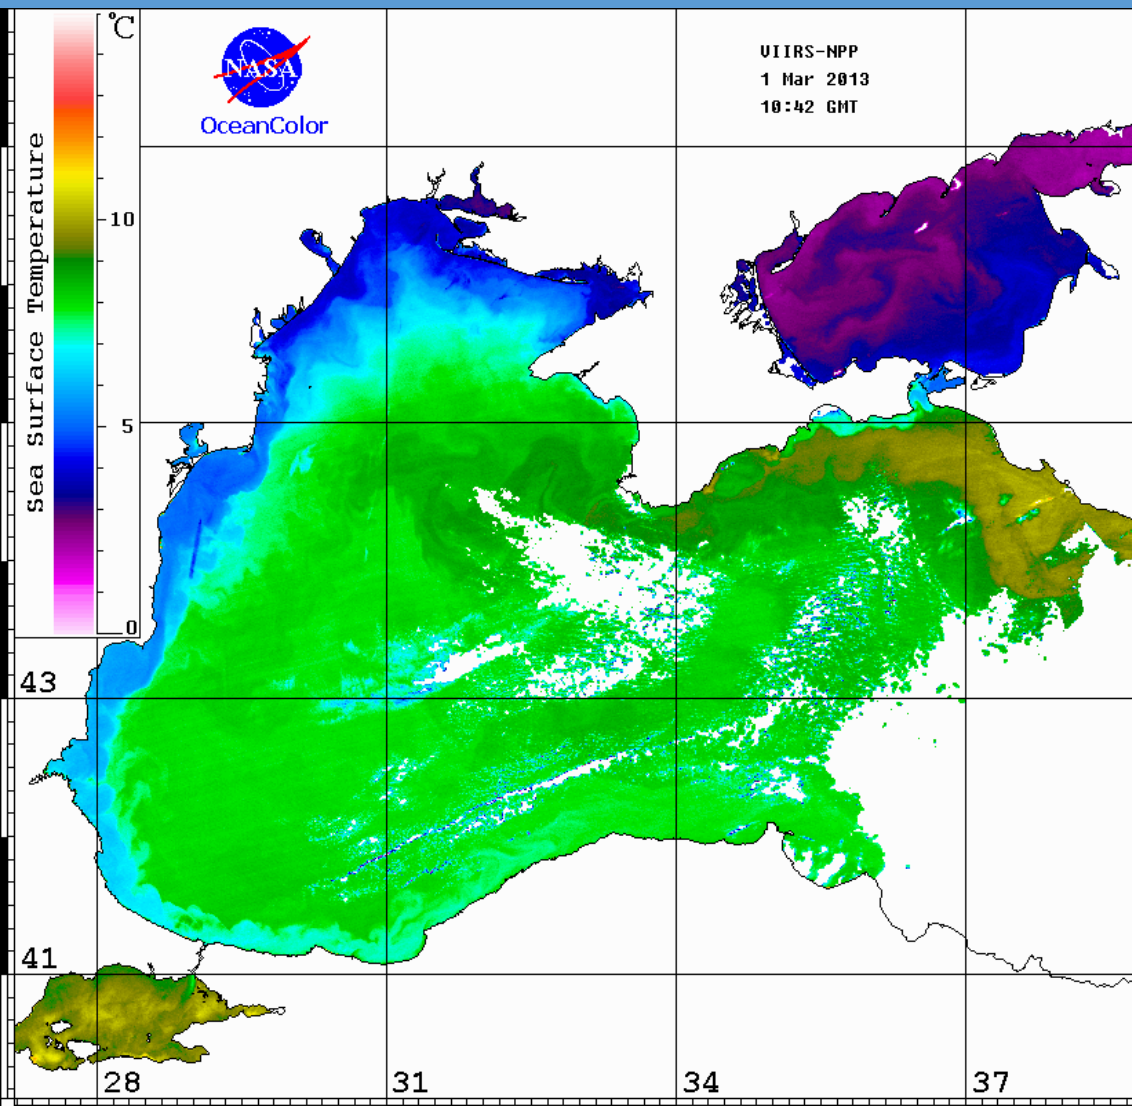 °C
NASA
OceanColor
VIIRS-NPP
1 Mar 2013
10:42 GMT
Sea Surface Temperature
10
5
0
43
41
28
31
34
37